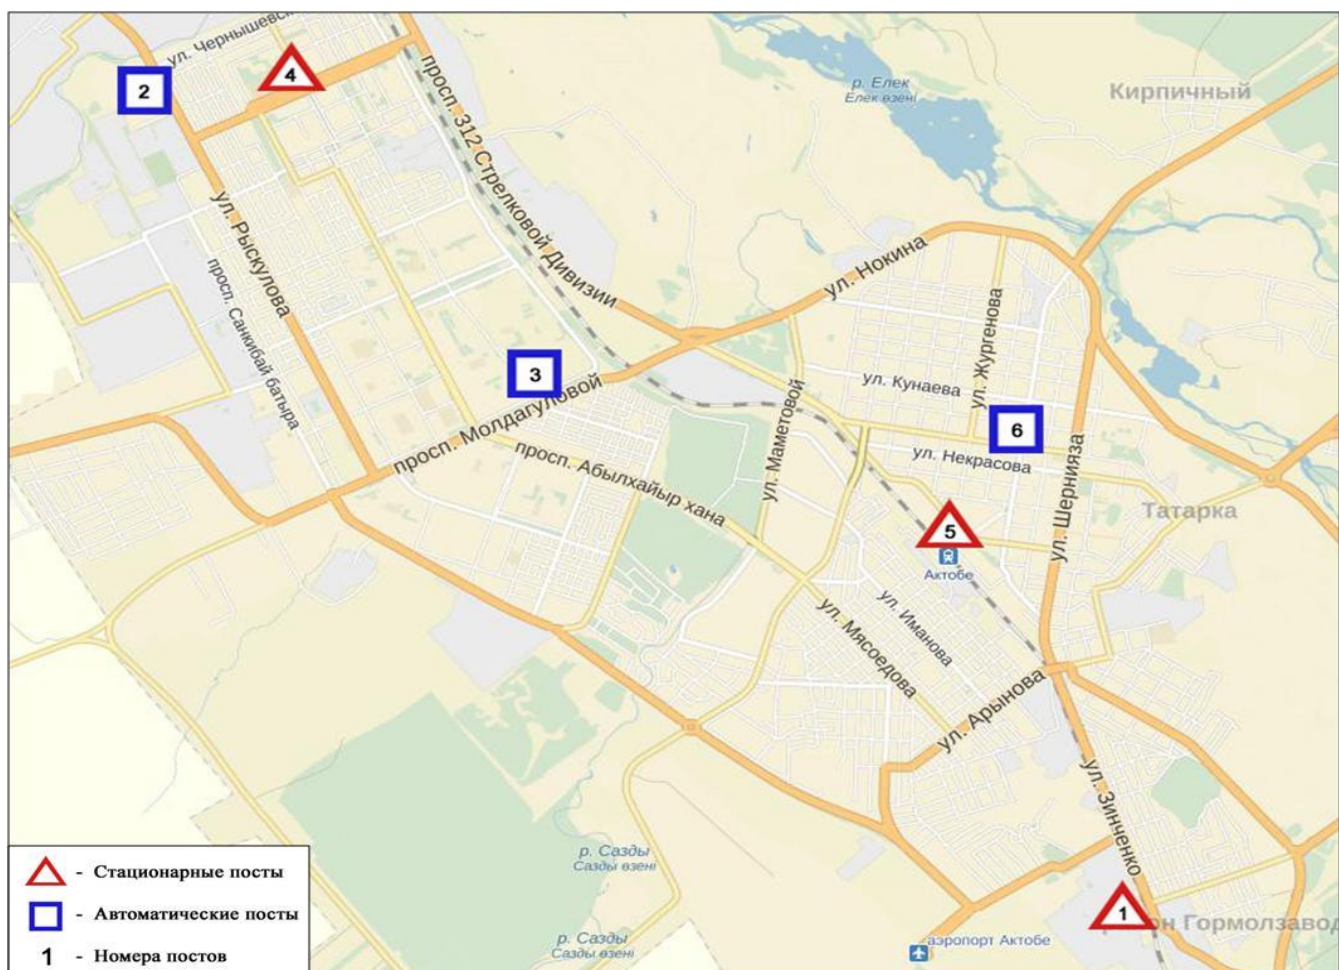 ул. Чернышевск
4
2
просп. 312 Стрелковой Дивизии
р. Елек
Елек өзені
Кирпичный
ул. Рыскулова
просп. Санкибай батыра
ул. Нокина
ул. Жургенова
3
просп. Молдагуловой
ул. Кунаева
ул. Маметовой
6
ул. Некрасова
просп. Абылхайыр хана
ул. Шернияза
Татарка
5
Актобе
ул. Иманова
ул. Мясоедова
ул. Арынова
ул. Зинченко
р. Сазды
Сазды өзені
1
он Гормолзавод
р. Сазды
Сазды өзені
аэропорт Актобе
- Стационарные посты
- Автоматические посты
1 - Номера постов